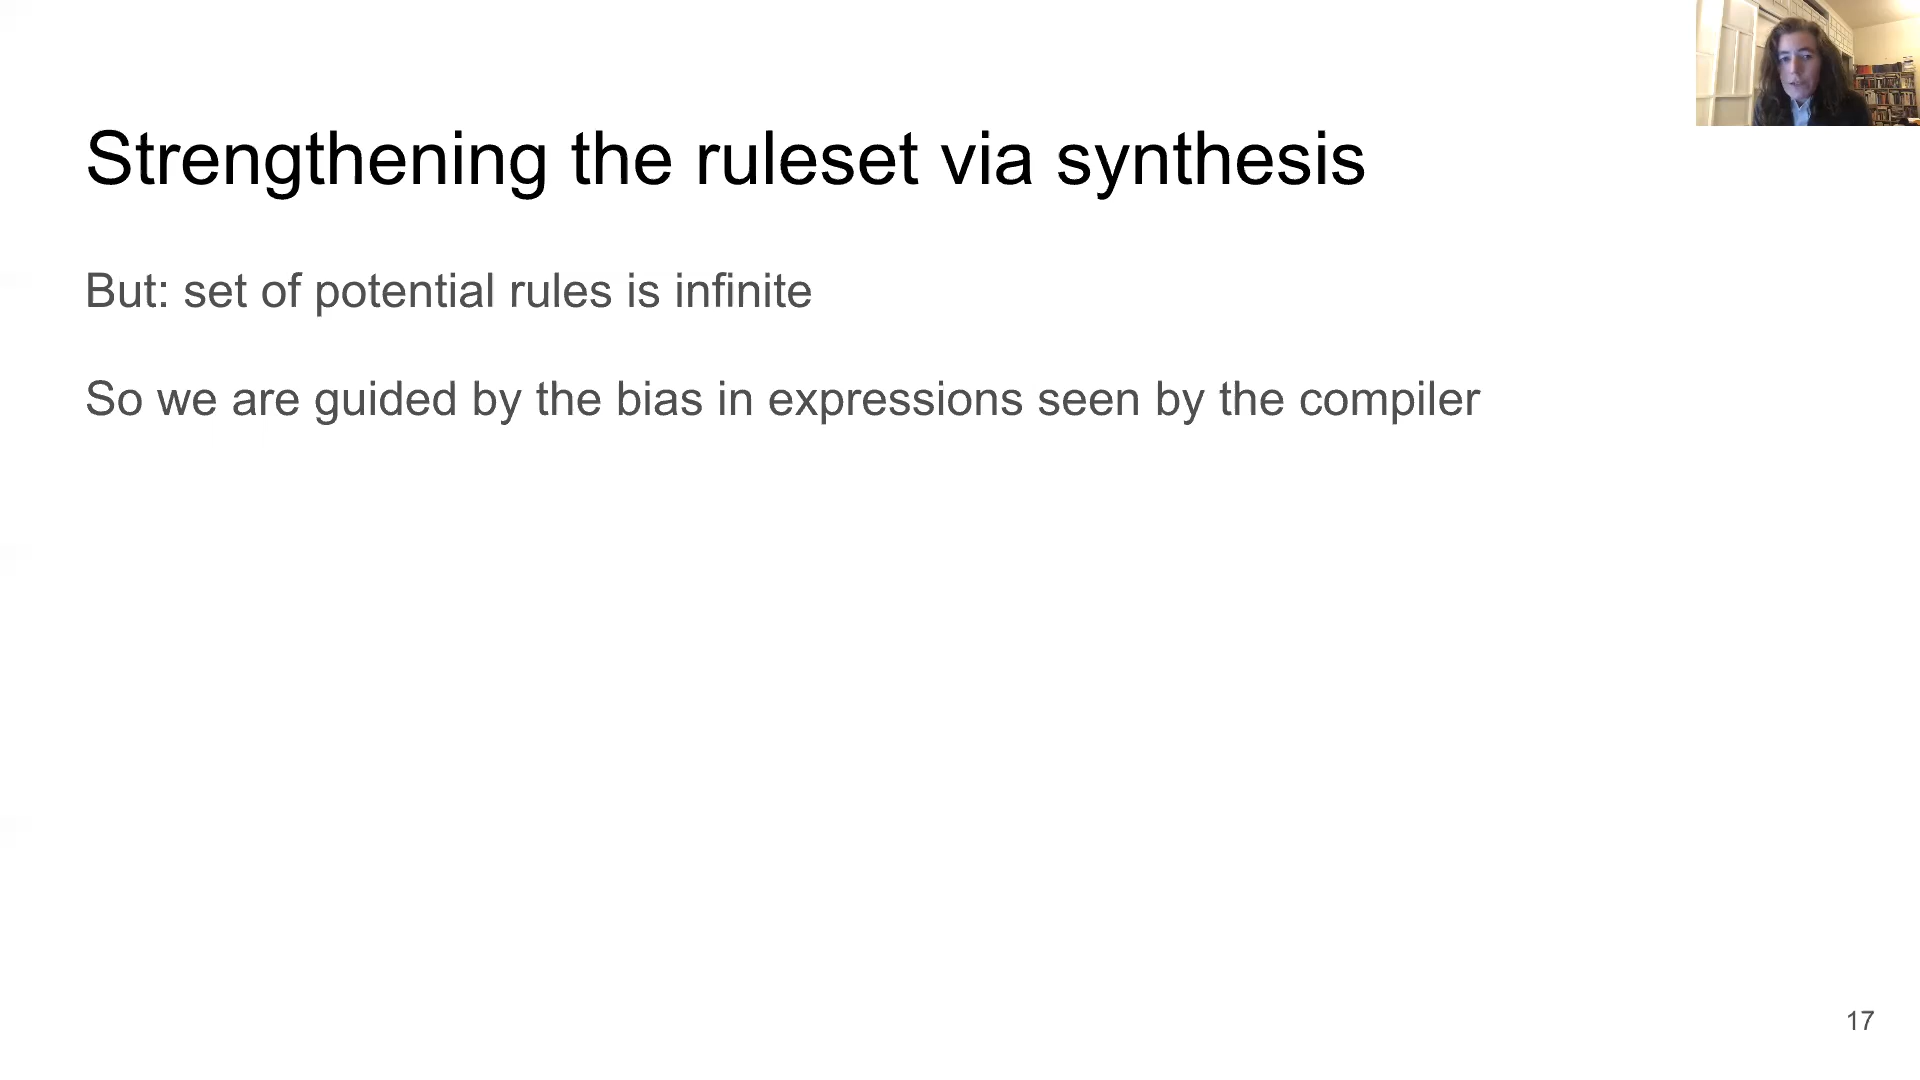 Strengthening the ruleset via synthesis
But: set of potential rules is infinite
So we are guided by the bias in expressions seen by the compiler
17